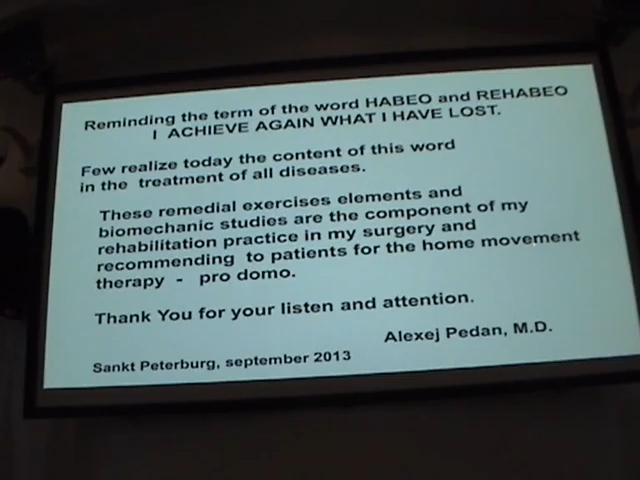 Reminding the term of the word HABEO and REHABEO
I ACHIEVE AGAIN WHAT I HAVE LOST.
Few realize today the content of this word
in the treatment of all diseases.
These remedial exercises elements and
biomechanic studies are the component of my
rehabilitation practice in my surgery and
recommending to patients for the home movement
therapy - pro domo.
Thank You for your listen and attention.
Alexej Pedan, M.D.
Sankt Peterburg, september 2013